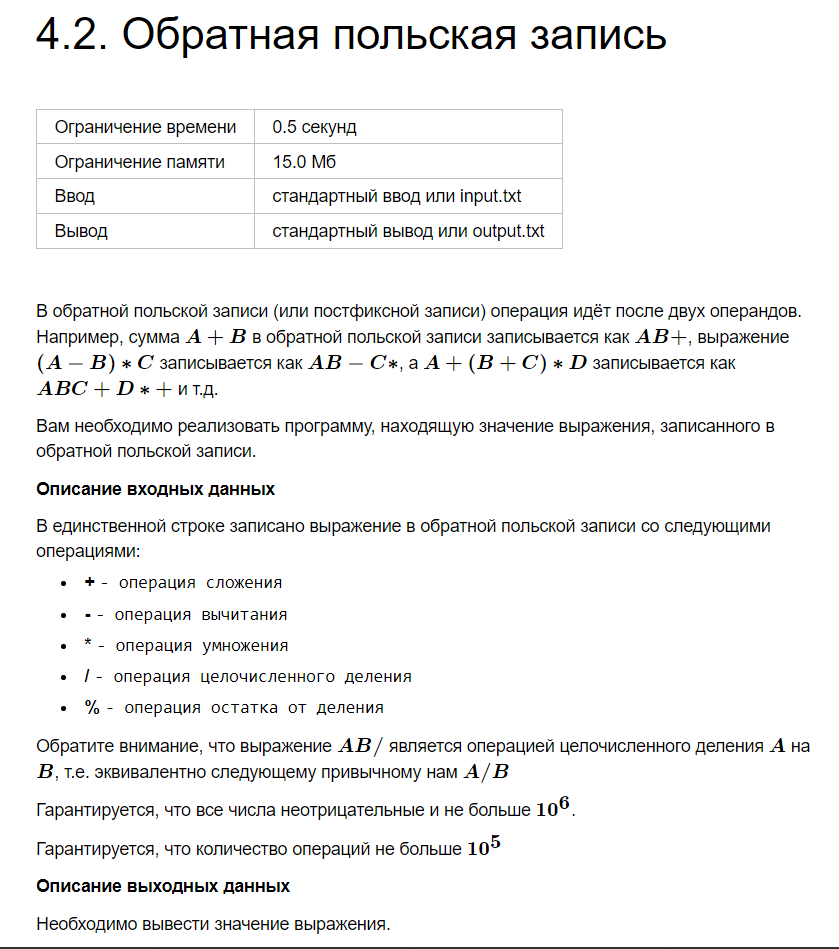 4.2. Обратная польская запись
Ограничение времени 0.5 секунд
Ограничение памяти 15.0 Мб
Ввод стандартный ввод или input.txt
Вывод стандартный вывод или output.txt
В обратной польской записи (или постфиксной записи) операция идёт после двух операндов.
Например, сумма A + B в обратной польской записи записывается как AB+, выражение
(A − B) ∗ C записывается как AB − C∗, а A + (B + C) ∗ D записывается как
ABC + D ∗ + и т.д.
Вам необходимо реализовать программу, находящую значение выражения, записанного в
обратной польской записи.
Описание входных данных
В единственной строке записано выражение в обратной польской записи со следующими
операциями:
• + - операция сложения
• - - операция вычитания
• * - операция умножения
• / - операция целочисленного деления
• % - операция остатка от деления
Обратите внимание, что выражение AB/ является операцией целочисленного деления A на
B, т.е. эквивалентно следующему привычному нам A/B
Гарантируется, что все числа неотрицательные и не больше 10⁶.
Гарантируется, что количество операций не больше 10⁵
Описание выходных данных
Необходимо вывести значение выражения.